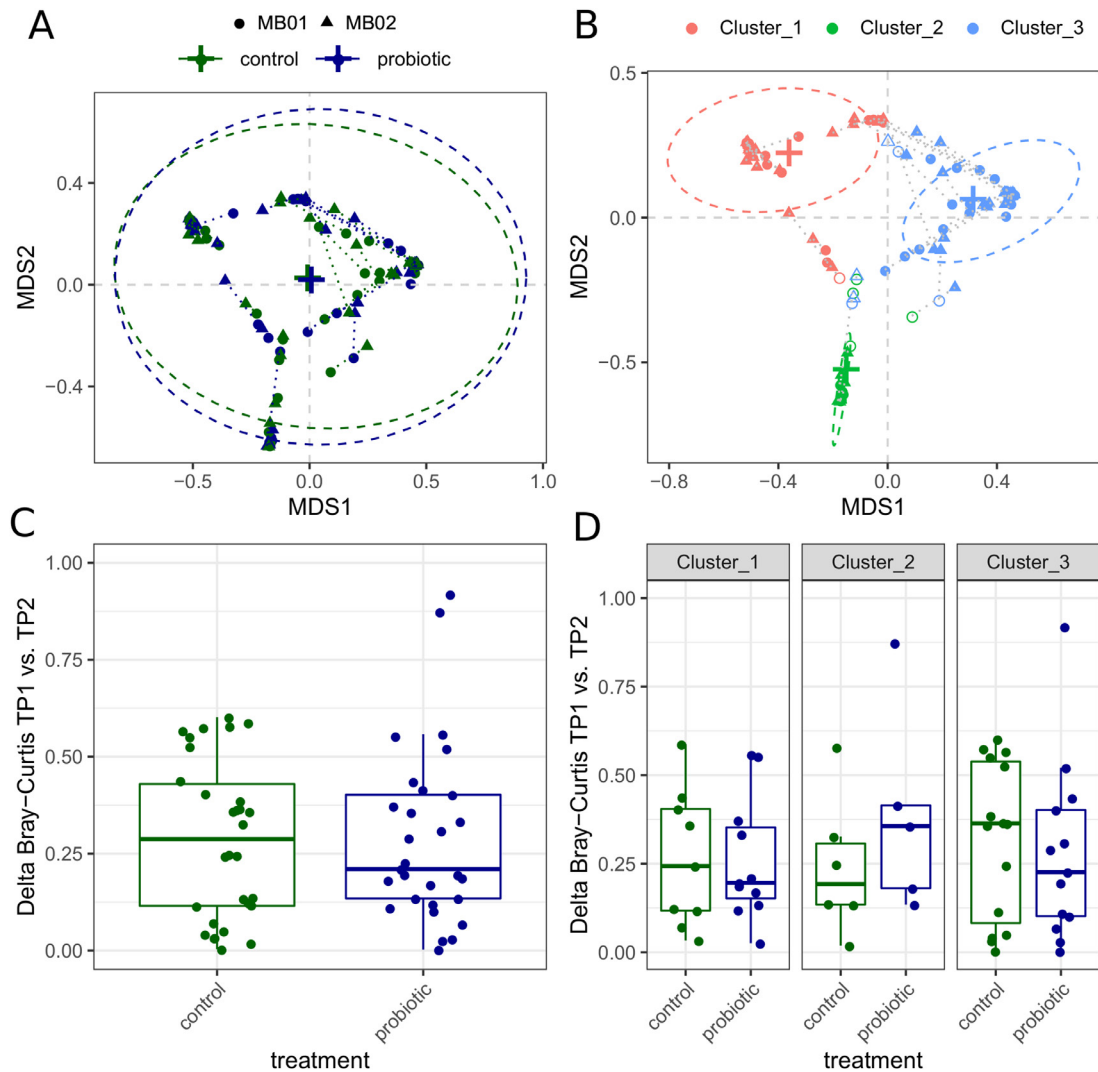 A
MB01 MB02
control probiotic
MDS2
0.4
0.0
−0.4
−0.5 0.0 0.5 1.0
MDS1
B
Cluster_1 Cluster_2 Cluster_3
MDS2
0.5
0.0
−0.5
−0.8 −0.4 0.0 0.4
MDS1
C
Delta Bray−Curtis TP1 vs. TP2
1.00
0.75
0.50
0.25
0.00
control probiotic
treatment
D
Cluster_1 Cluster_2 Cluster_3
Delta Bray−Curtis TP1 vs. TP2
1.00
0.75
0.50
0.25
0.00
control probiotic control probiotic control probiotic
treatment